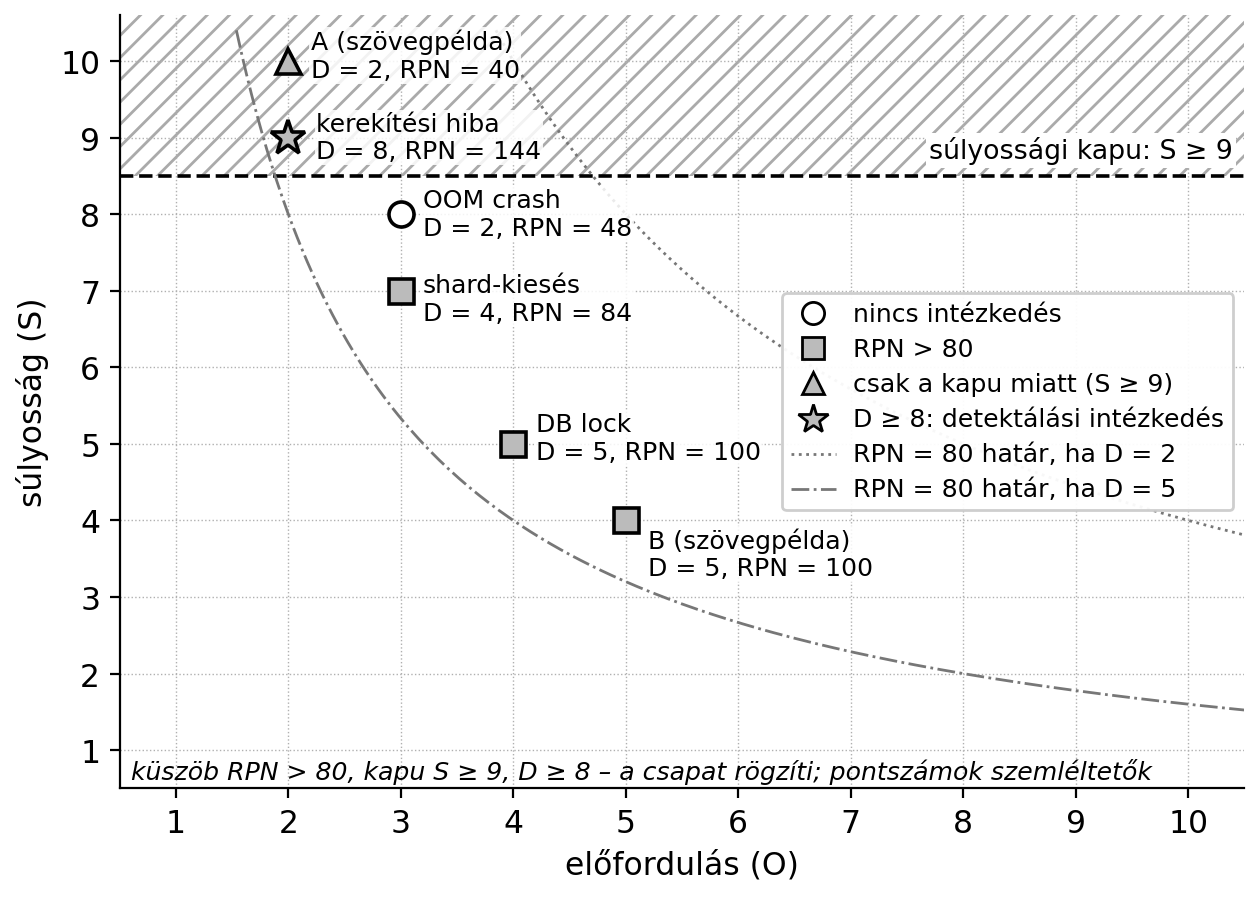 A (szövegpélda)
D = 2, RPN = 40
kerekítési hiba
D = 8, RPN = 144
súlyossági kapu: S ≥ 9
OOM crash
D = 2, RPN = 48
shard-kiesés
D = 4, RPN = 84
DB lock
D = 5, RPN = 100
B (szövegpélda)
D = 5, RPN = 100
nincs intézkedés
RPN > 80
csak a kapu miatt (S ≥ 9)
D ≥ 8: detektálási intézkedés
RPN = 80 határ, ha D = 2
RPN = 80 határ, ha D = 5
küszöb RPN > 80, kapu S ≥ 9, D ≥ 8 – a csapat rögzíti; pontszámok szemléltetők
súlyosság (S)
10
9
8
7
6
5
4
3
2
1
1 2 3 4 5 6 7 8 9 10
előfordulás (O)